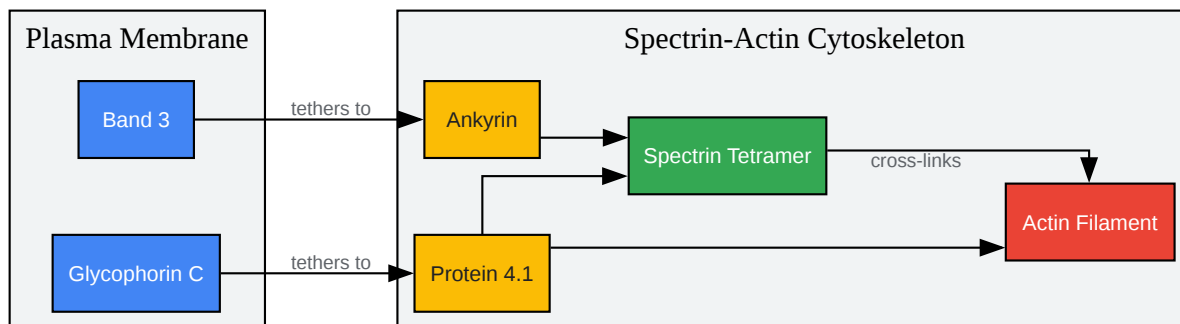 Plasma Membrane
Spectrin-Actin Cytoskeleton
Band 3
tethers to
Ankyrin
Spectrin Tetramer
cross-links
Actin Filament
Glycophorin C
tethers to
Protein 4.1